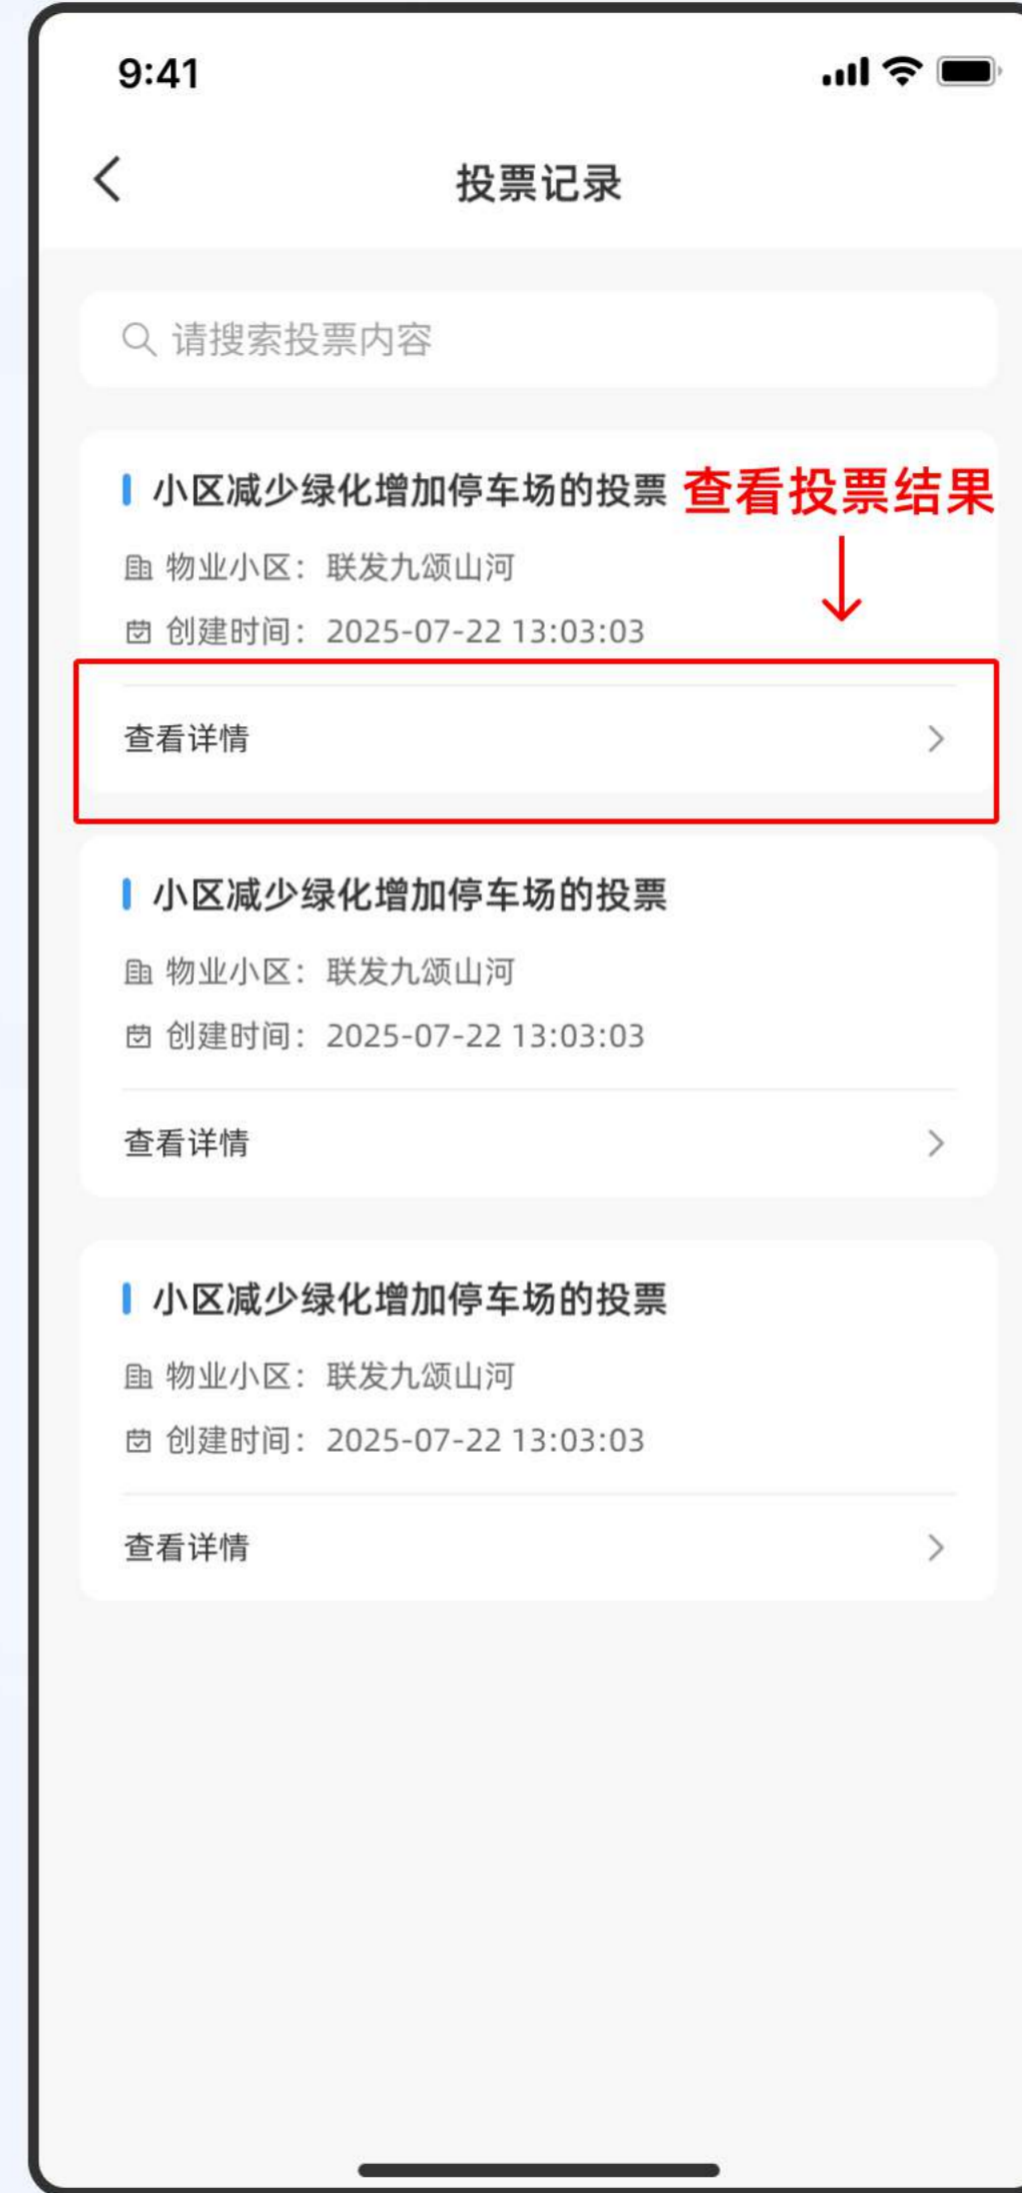 9:41
投票记录
请搜索投票内容
小区减少绿化增加停车场的投票
查看投票结果
物业小区：联发九颂山河
创建时间：2025-07-22 13:03:03
查看详情
小区减少绿化增加停车场的投票
物业小区：联发九颂山河
创建时间：2025-07-22 13:03:03
查看详情
小区减少绿化增加停车场的投票
物业小区：联发九颂山河
创建时间：2025-07-22 13:03:03
查看详情